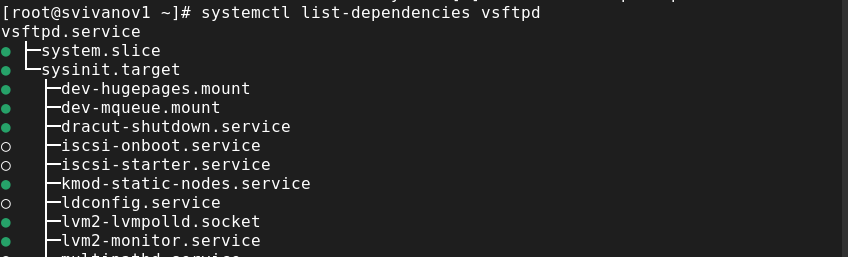 [root@svivanov1 ~]# systemctl list-dependencies vsftpd
vsftpd.service
● ├─system.slice
● └─sysinit.target
●   ├─dev-hugepages.mount
●   ├─dev-mqueue.mount
●   ├─dracut-shutdown.service
○   ├─iscsi-onboot.service
○   ├─iscsi-starter.service
●   ├─kmod-static-nodes.service
○   ├─ldconfig.service
●   ├─lvm2-lvmpolld.socket
●   ├─lvm2-monitor.service